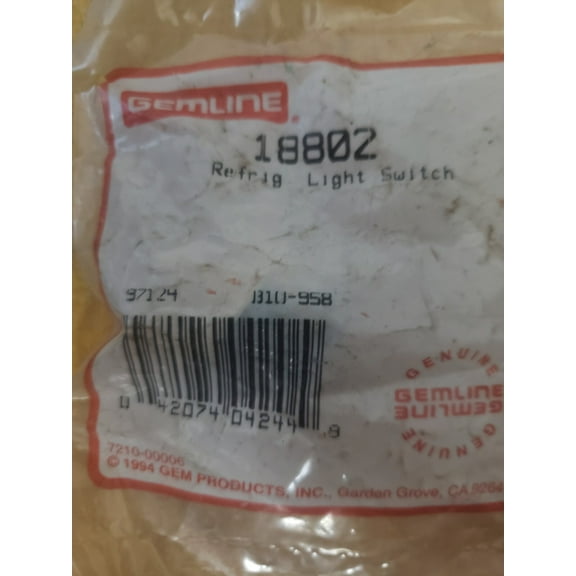 GEMLINE®
18802
Refrig Light Switch
97124 -958
0 42074 04244 8
GENUINE
GEMLINE
GEMLINE
GENUINE
7210-00006
© 1994 GEM PRODUCTS, INC., Garden Grove, CA 9264